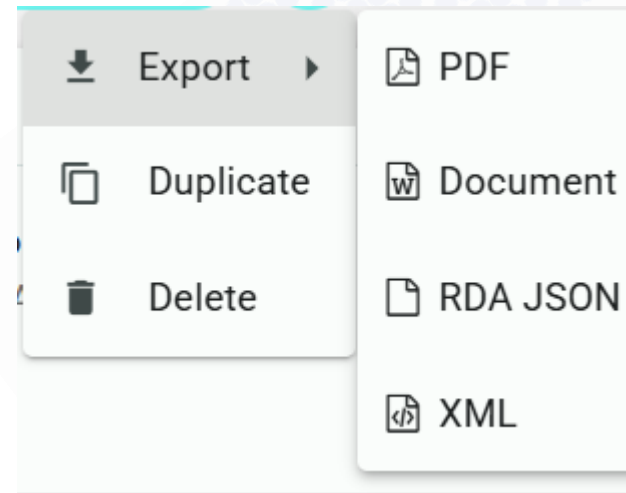 Export
Duplicate
Delete
PDF
Document
RDA JSON
XML